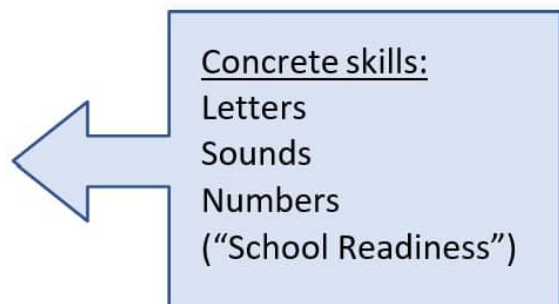 Concrete skills:
Letters
Sounds
Numbers
(“School Readiness”)